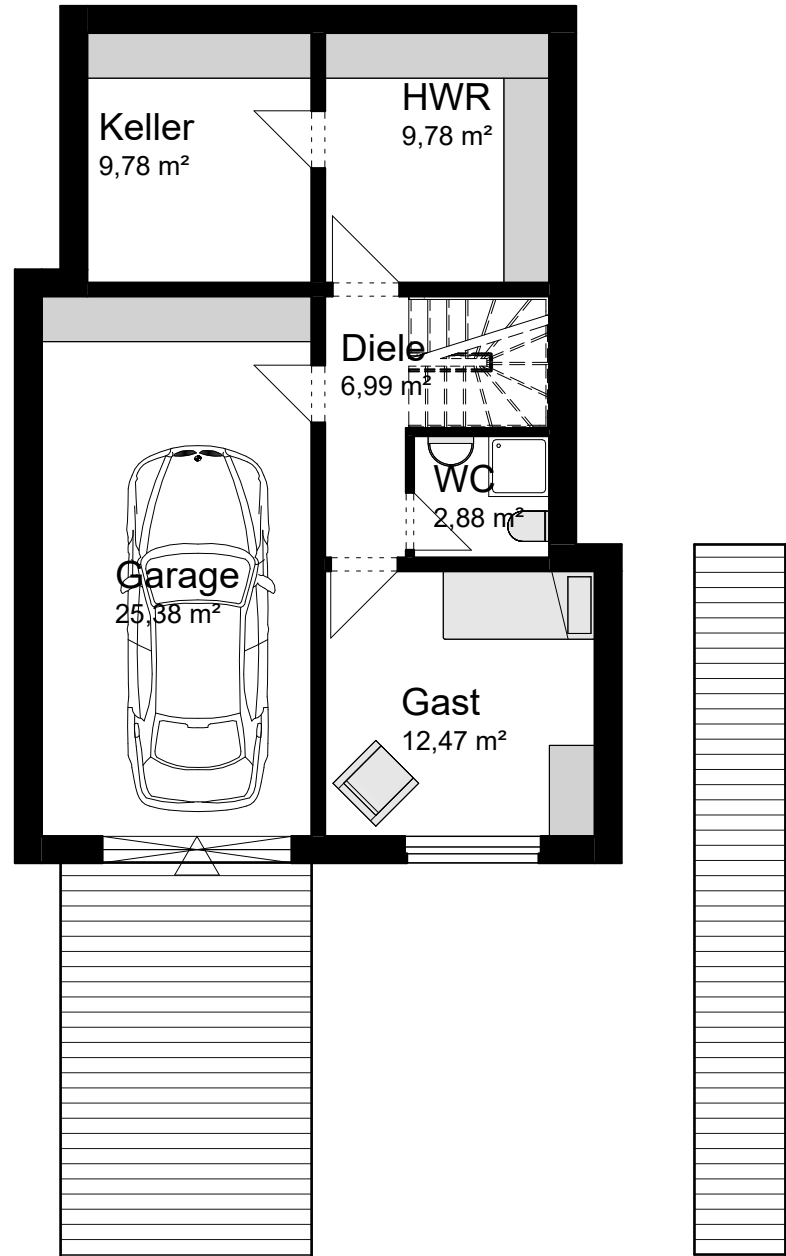 Keller
9,78 m²
HWR
9,78 m²
Diele
6,99 m²
WC
2,88 m²
Garage
25,38 m²
Gast
12,47 m²